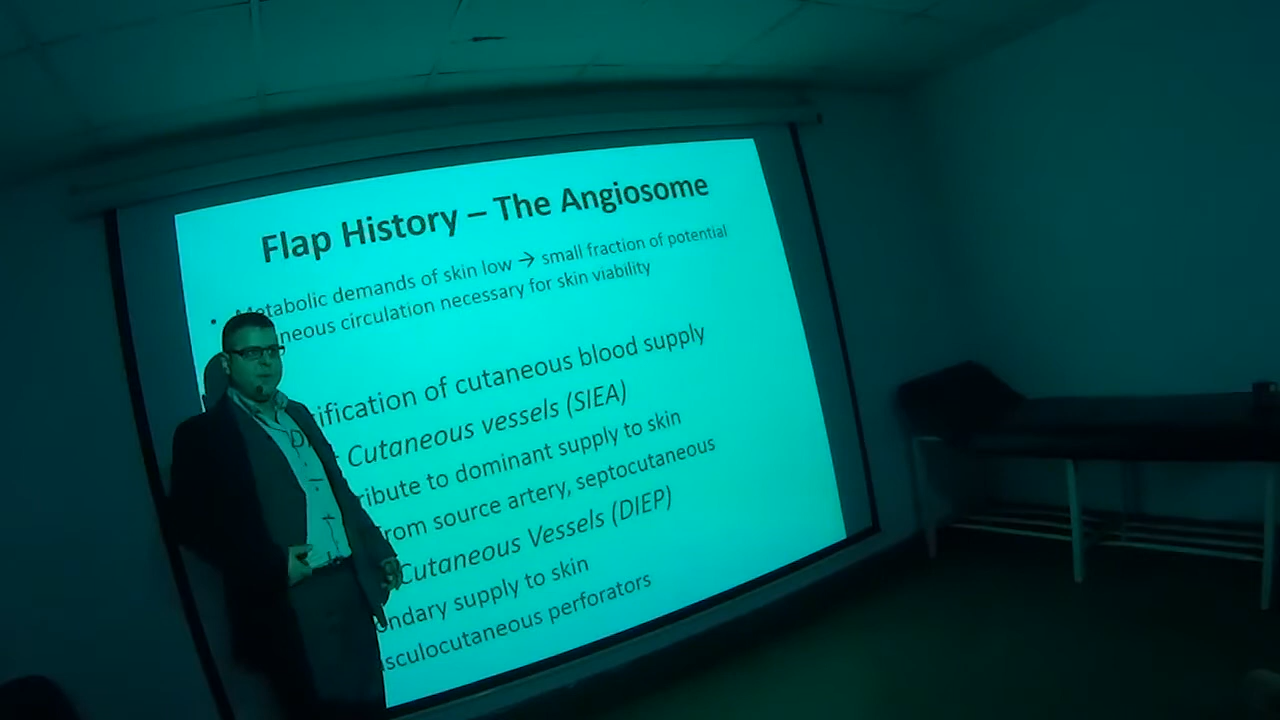 Flap History – The Angiosome
• Metabolic demands of skin low → small fraction of potential
neous circulation necessary for skin viability
ification of cutaneous blood supply
Cutaneous vessels (SIEA)
ribute to dominant supply to skin
from source artery, septocutaneous
Cutaneous Vessels (DIEP)
ndary supply to skin
sculocutaneous perforators